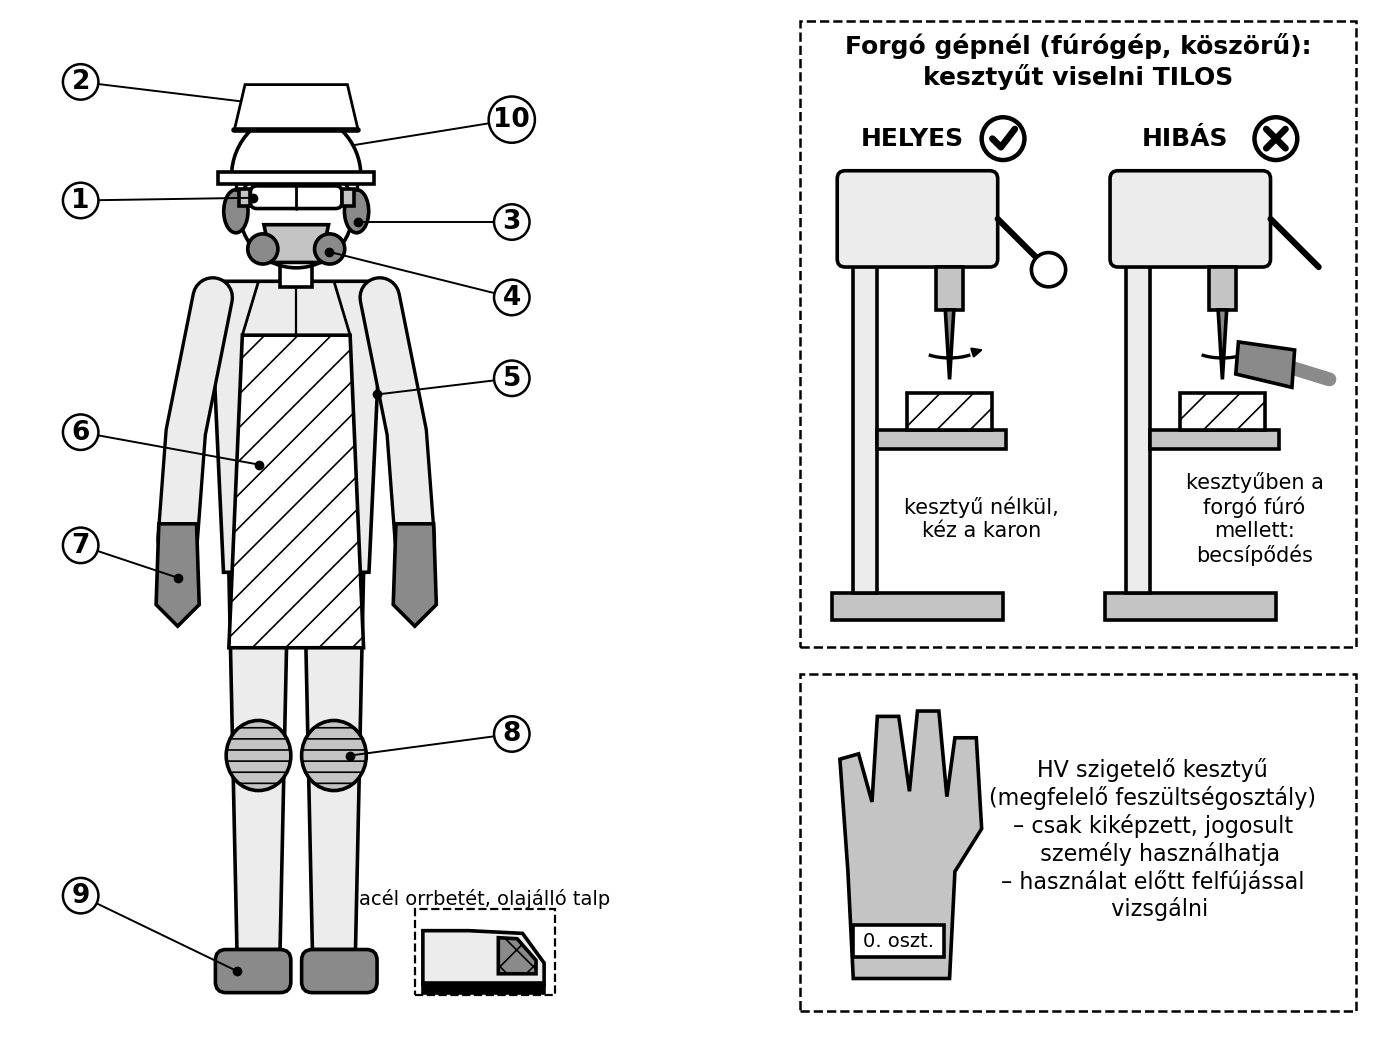 2
10
1
3
4
5
6
7
8
9
acél orrbetét, olajálló talp
Forgó gépnél (fúrógép, köszörű):
kesztyűt viselni TILOS
HELYES
HIBÁS
kesztyű nélkül,
kéz a karon
kesztyűben a
forgó fúró
mellett:
becsípődés
HV szigetelő kesztyű
(megfelelő feszültségosztály)
– csak kiképzett, jogosult
személy használhatja
– használat előtt felfújással
vizsgálni
0. oszt.